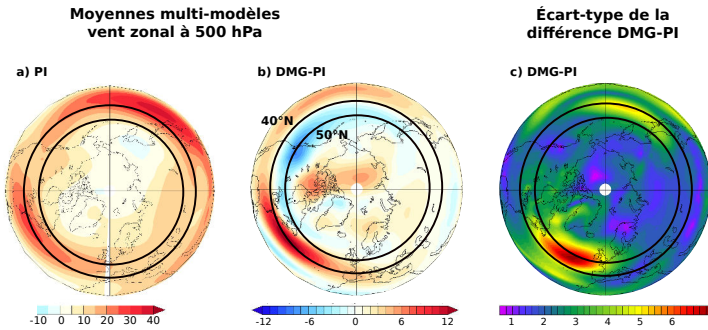 Moyennes multi-modèles
vent zonal à 500 hPa
Écart-type de la
différence DMG-PI
a) PI
b) DMG-PI
c) DMG-PI
40°N
50°N
-10 0 10 20 30 40
-12 -6 0 6 12
1 2 3 4 5 6 7